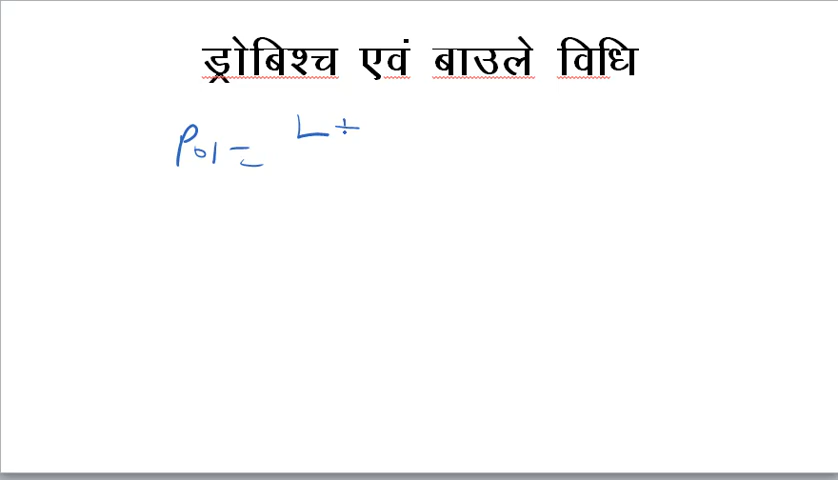 ड्रोबिश्च एवं बाउले विधि
P01 = L ÷